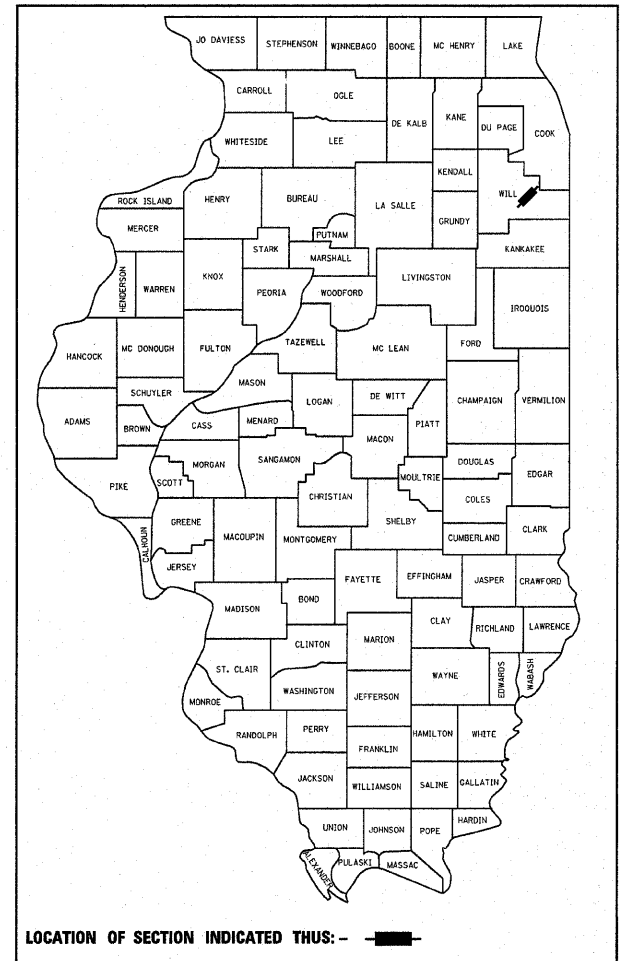 JO DAVIESS STEPHENSON WINNEBAGO BOONE MC HENRY LAKE
CARROLL OGLE
DE KALB KANE DU PAGE COOK
WHITESIDE LEE
KENDALL
WILL
ROCK ISLAND HENRY BUREAU LA SALLE GRUNDY
MERCER PUTNAM
STARK KANKAKEE
MARSHALL
HENDERSON WARREN KNOX PEORIA WOODFORD LIVINGSTON
IROQUOIS
TAZEWELL FORD
HANCOCK MC DONOUGH FULTON MC LEAN
MASON
SCHUYLER LOGAN DE WITT CHAMPAIGN VERMILION
ADAMS BROWN CASS MENARD PIATT
MACON
MORGAN SANGAMON DOUGLAS
PIKE SCOTT MOULTRIE EDGAR
CHRISTIAN COLES
CALHOUN GREENE MACOUPIN MONTGOMERY SHELBY CUMBERLAND CLARK
JERSEY
FAYETTE EFFINGHAM JASPER CRAWFORD
MADISON BOND
CLAY RICHLAND LAWRENCE
CLINTON MARION
ST. CLAIR WAYNE EDWARDS WABASH
WASHINGTON JEFFERSON
MONROE
RANDOLPH PERRY HAMILTON WHITE
FRANKLIN
JACKSON WILLIAMSON SALINE GALLATIN
UNION JOHNSON POPE HARDIN
ALEXANDER PULASKI MASSAC
LOCATION OF SECTION INDICATED THUS: –